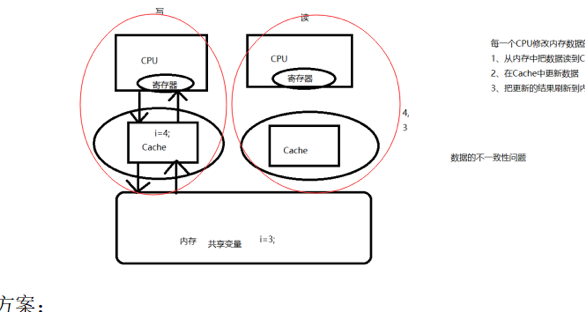 写
读
每一个CPU修改内存数据
CPU
CPU
1、从内存中把数据读到C
寄存器
寄存器
2、在Cache中更新数据
3、把更新的结果刷新到内
4,
3
i=4;
Cache
Cache
数据的不一致性问题
内存
共享变量
i=3;
方案：